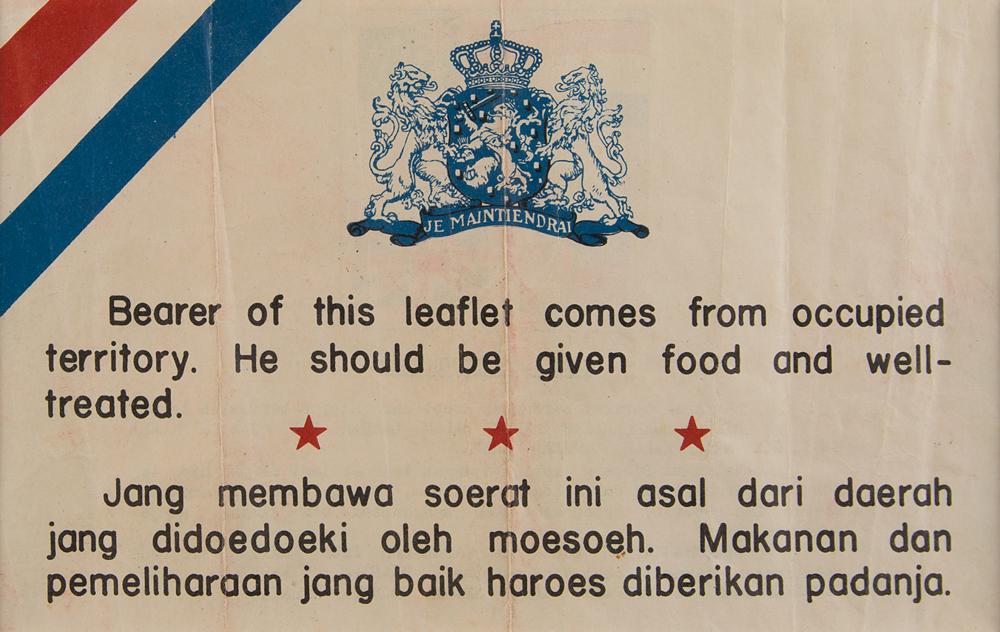 JE MAINTIENDRAI
Bearer of this leaflet comes from occupied
territory. He should be given food and well-
treated.
Jang membawa soerat ini asal dari daerah
jang didoedoeki oleh moesoeh. Makanan dan
pemeliharaan jang baik haroes diberikan padanja.